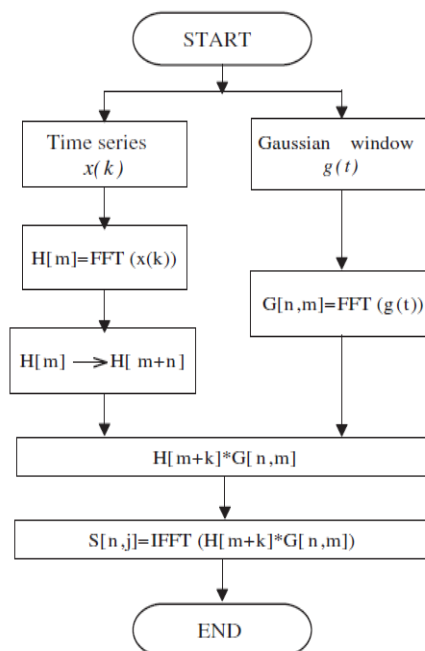 START
Time series
x(k)
Gaussian window
g(t)
H[m]=FFT (x(k))
G[n,m]=FFT (g(t))
H[m] ⟶ H[ m+n]
H[m+k]*G[n,m]
S[n,j]=IFFT (H[m+k]*G[n,m])
END